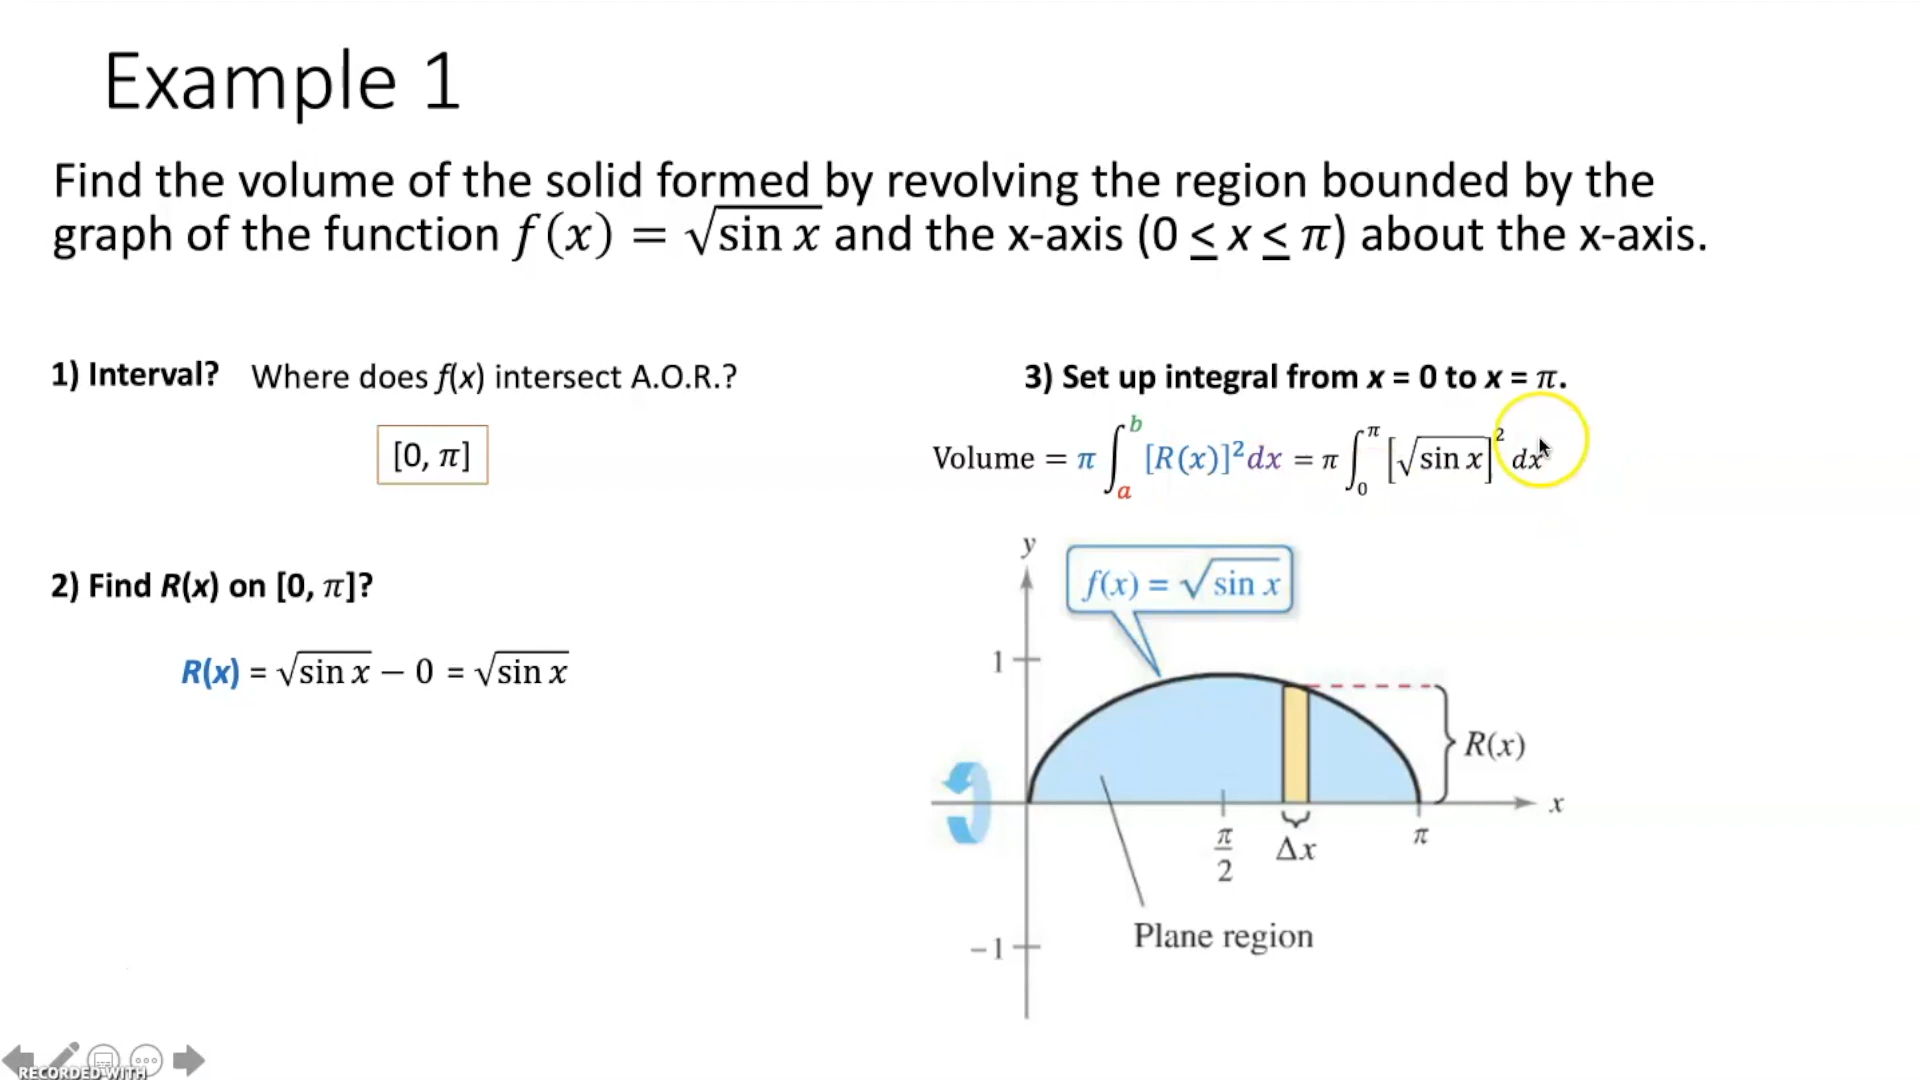 Example 1
Find the volume of the solid formed by revolving the region bounded by the
graph of the function f(x) = √sin x and the x-axis (0 ≤ x ≤ π) about the x-axis.
1) Interval? Where does f(x) intersect A.O.R.?
[0, π]
2) Find R(x) on [0, π]?
R(x) = √sin x − 0 = √sin x
3) Set up integral from x = 0 to x = π.
Volume = π ∫_a^b [R(x)]² dx = π ∫_0^π [√sin x]² dx
y
f(x) = √sin x
1
R(x)
x
π/2
Δx
π
Plane region
−1
RECORDED WITH